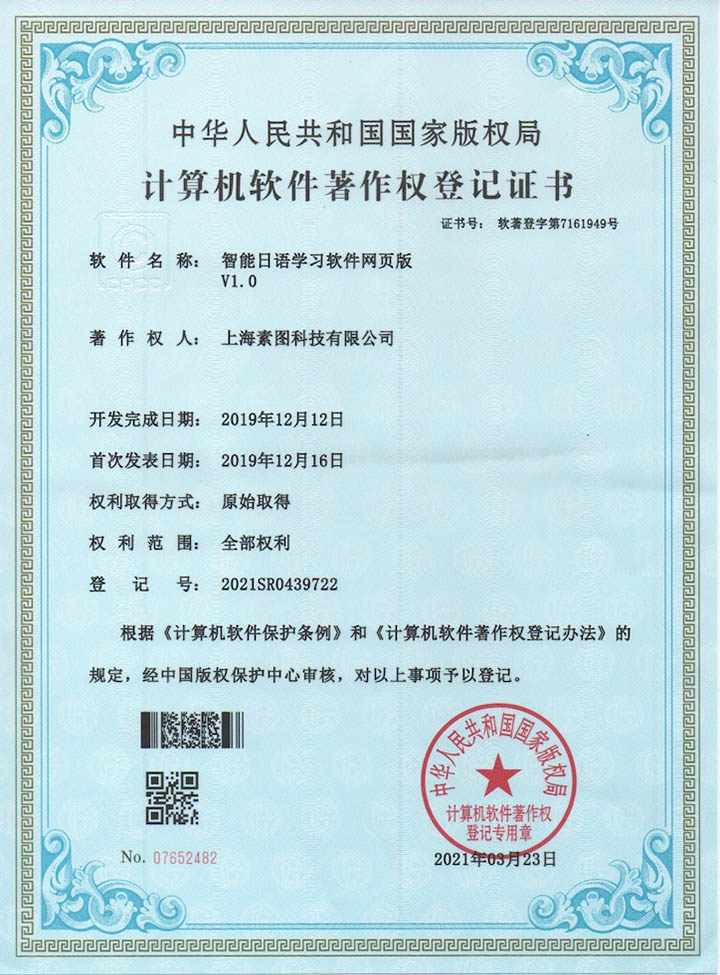 中华人民共和国国家版权局
计算机软件著作权登记证书
证书号： 软著登字第7161949号
软件名称： 智能日语学习软件网页版
V1.0
著作权人： 上海素图科技有限公司
开发完成日期： 2019年12月12日
首次发表日期： 2019年12月16日
权利取得方式： 原始取得
权利范围： 全部权利
登记号： 2021SR0439722
根据《计算机软件保护条例》和《计算机软件著作权登记办法》的
规定，经中国版权保护中心审核，对以上事项予以登记。
中华人民共和国国家版权局
计算机软件著作权
登记专用章
No. 07652482
2021年03月23日